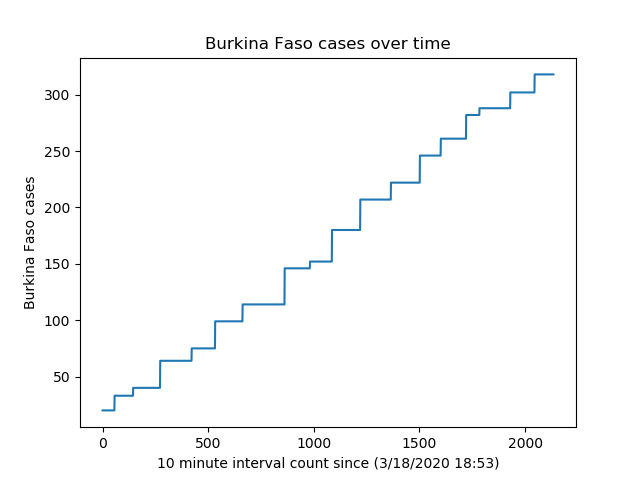 Burkina Faso cases over time
Burkina Faso cases
300
250
200
150
100
50
0 500 1000 1500 2000
10 minute interval count since (3/18/2020 18:53)